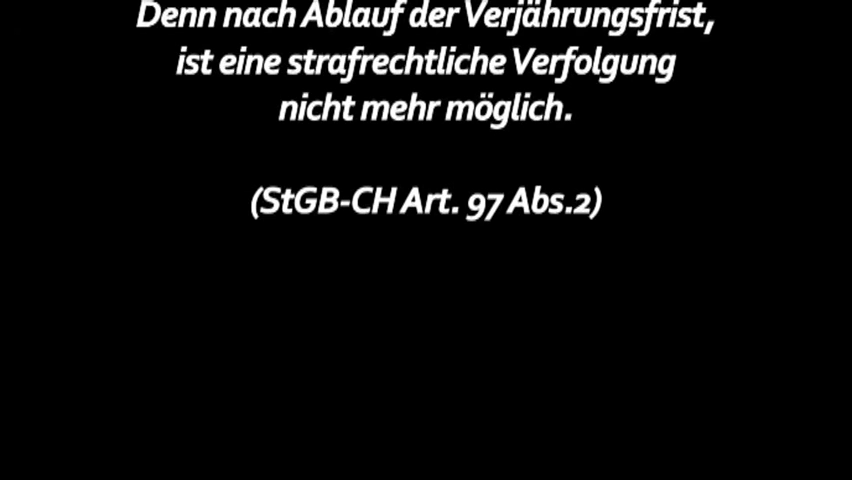 Denn nach Ablauf der Verjährungsfrist,
ist eine strafrechtliche Verfolgung
nicht mehr möglich.
(StGB-CH Art. 97 Abs.2)